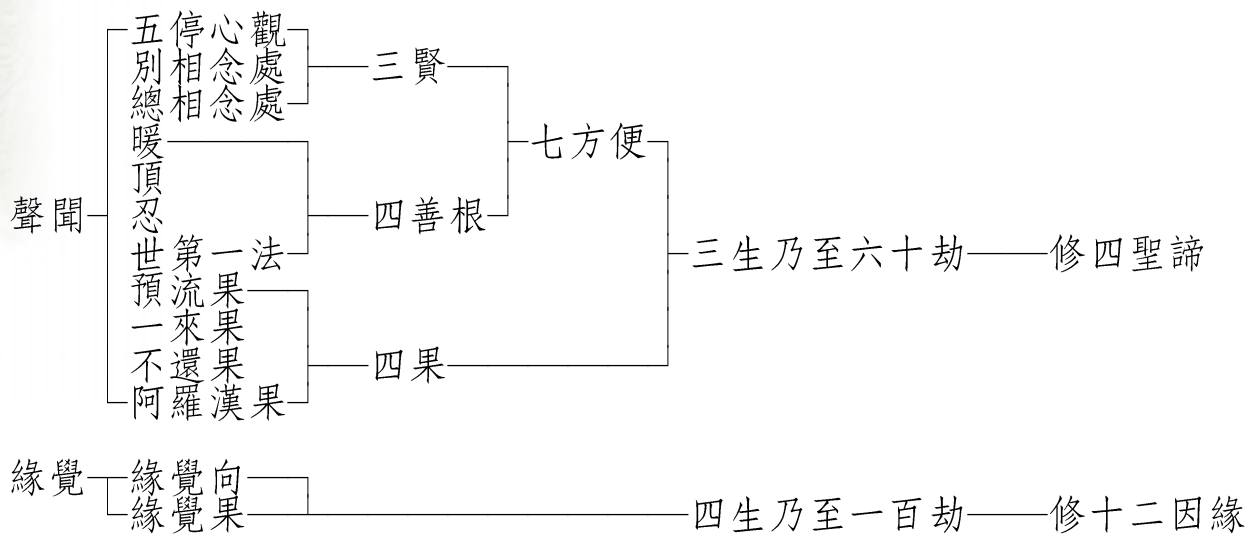 五停心觀
別相念處
三賢
總相念處
暖
七方便
頂
聲聞
忍
四善根
世第一法
三生乃至六十劫
修四聖諦
預流果
一來果
不還果
四果
阿羅漢果
緣覺
緣覺向
緣覺果
四生乃至一百劫
修十二因緣